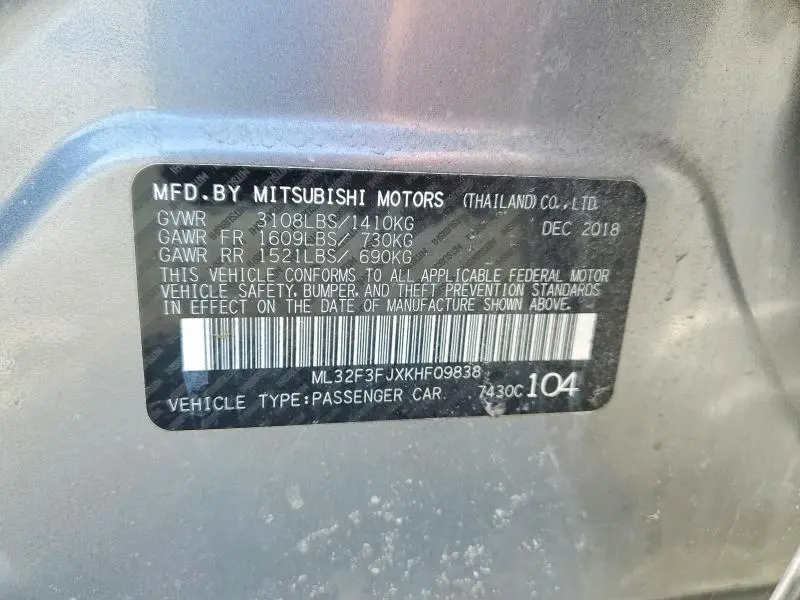 MFD.BY MITSUBISHI MOTORS (THAILAND) CO.,LTD.
GVWR 3108LBS/1410KG DEC 2018
GAWR FR 1609LBS/ 730KG
GAWR RR 1521LBS/ 690KG
THIS VEHICLE CONFORMS TO ALL APPLICABLE FEDERAL MOTOR
VEHICLE SAFETY, BUMPER, AND THEFT PREVENTION STANDARDS
IN EFFECT ON THE DATE OF MANUFACTURE SHOWN ABOVE.
ML32F3FJXKHF09838
VEHICLE TYPE:PASSENGER CAR 7430C 104